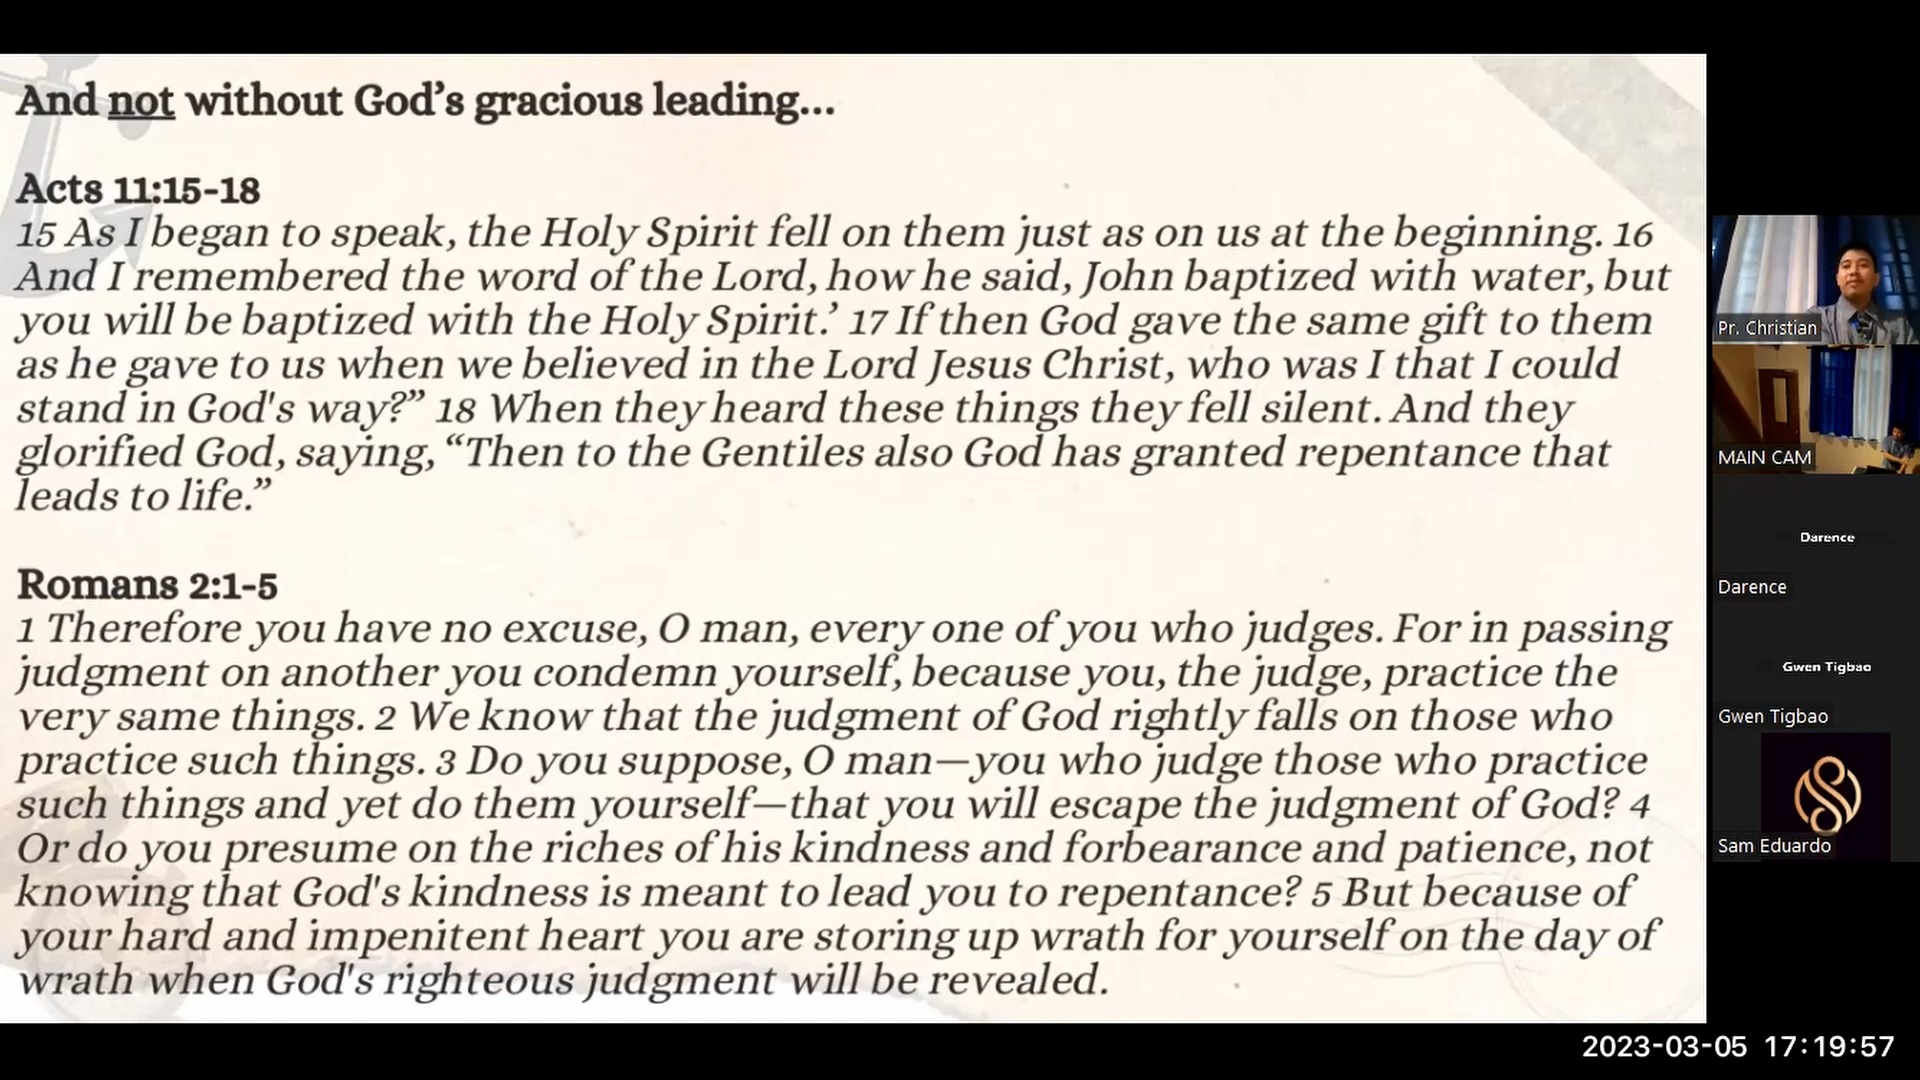 And not without God’s gracious leading...
Acts 11:15-18
15 As I began to speak, the Holy Spirit fell on them just as on us at the beginning. 16
And I remembered the word of the Lord, how he said, John baptized with water, but
you will be baptized with the Holy Spirit.’ 17 If then God gave the same gift to them
as he gave to us when we believed in the Lord Jesus Christ, who was I that I could
stand in God's way?” 18 When they heard these things they fell silent. And they
glorified God, saying, “Then to the Gentiles also God has granted repentance that
leads to life.”
Romans 2:1-5
1 Therefore you have no excuse, O man, every one of you who judges. For in passing
judgment on another you condemn yourself, because you, the judge, practice the
very same things. 2 We know that the judgment of God rightly falls on those who
practice such things. 3 Do you suppose, O man—you who judge those who practice
such things and yet do them yourself—that you will escape the judgment of God? 4
Or do you presume on the riches of his kindness and forbearance and patience, not
knowing that God's kindness is meant to lead you to repentance? 5 But because of
your hard and impenitent heart you are storing up wrath for yourself on the day of
wrath when God's righteous judgment will be revealed.
Pr. Christian
MAIN CAM
Darence
Darence
Gwen Tigbao
Gwen Tigbao
Sam Eduardo
2023-03-05 17:19:57